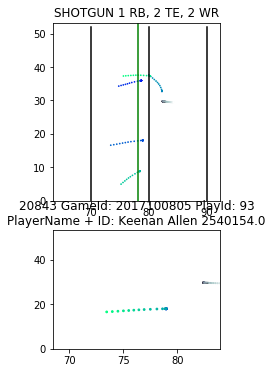 SHOTGUN 1 RB, 2 TE, 2 WR
50
40
30
20
10
0
70 80 90
20843 GameId: 2017100805 PlayId: 93
PlayerName + ID: Keenan Allen 2540154.0
40
20
0
70 75 80